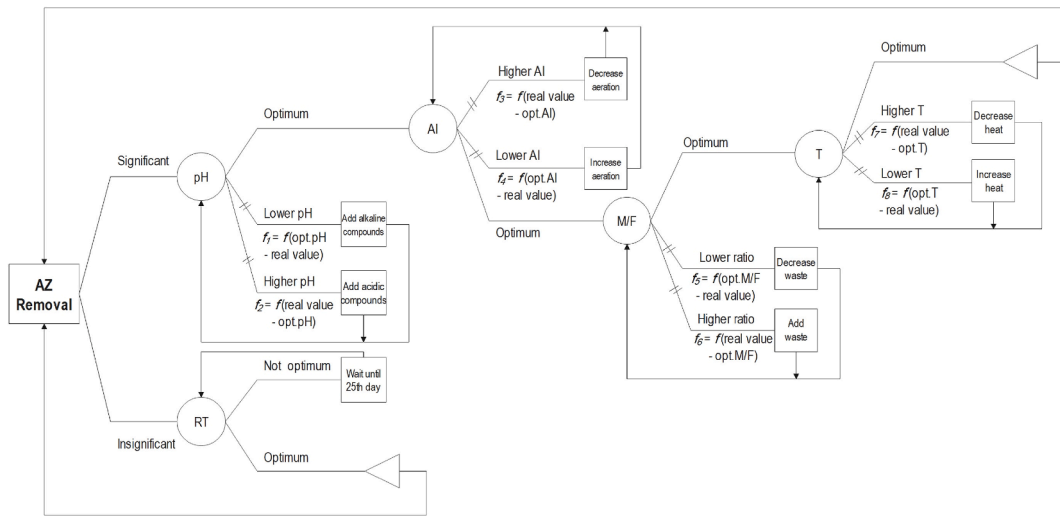 AZ
Removal
Significant
Insignificant
pH
Optimum
Lower pH
f1= f(opt.pH
- real value)
Add alkaline
compounds
Higher pH
f2= f(real value
- opt.pH)
Add acidic
compounds
RT
Not optimum
Wait until
25th day
Optimum
AI
Higher AI
f3= f(real value
- opt.AI)
Decrease
aeration
Lower AI
f4= f(opt.AI
- real value)
Increase
aeration
Optimum
M/F
Optimum
Lower ratio
f5= f(opt.M/F
- real value)
Decrease
waste
Higher ratio
f6= f(real value
- opt.M/F)
Add
waste
T
Optimum
Higher T
f7= f(real value
- opt.T)
Decrease
heat
Lower T
f8= f(opt.T
- real value)
Increase
heat